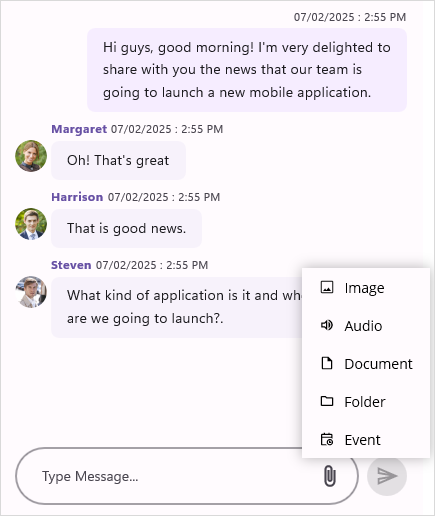 07/02/2025 : 2:55 PM
Hi guys, good morning! I'm very delighted to
share with you the news that our team is
going to launch a new mobile application.
Margaret 07/02/2025 : 2:55 PM
Oh! That's great
Harrison 07/02/2025 : 2:55 PM
That is good news.
Steven 07/02/2025 : 2:55 PM
What kind of application is it and
are we going to launch?.
Image
Audio
Document
Folder
Event
Type Message...